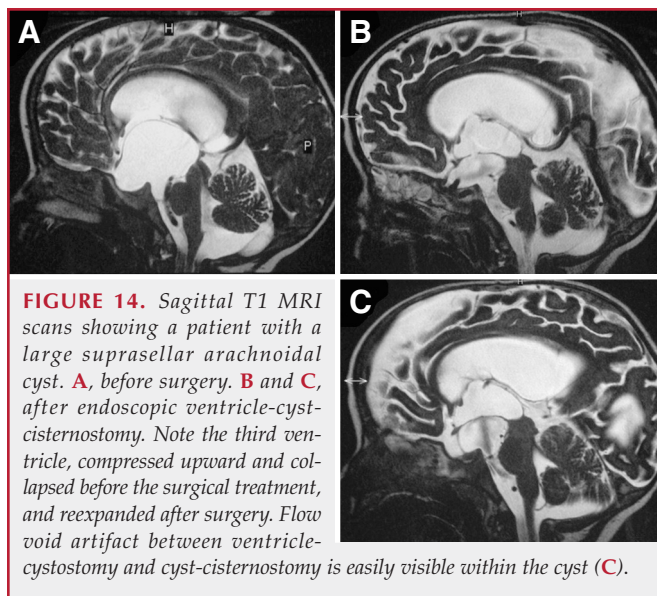 A
H
P
B
H
C
FIGURE 14. Sagittal T1 MRI
scans showing a patient with a
large suprasellar arachnoidal
cyst. A, before surgery. B and C,
after endoscopic ventricle-cyst-
cisternostomy. Note the third ven-
tricle, compressed upward and col-
lapsed before the surgical treatment,
and reexpanded after surgery. Flow
void artifact between ventricle-
cystostomy and cyst-cisternostomy is easily visible within the cyst (C).